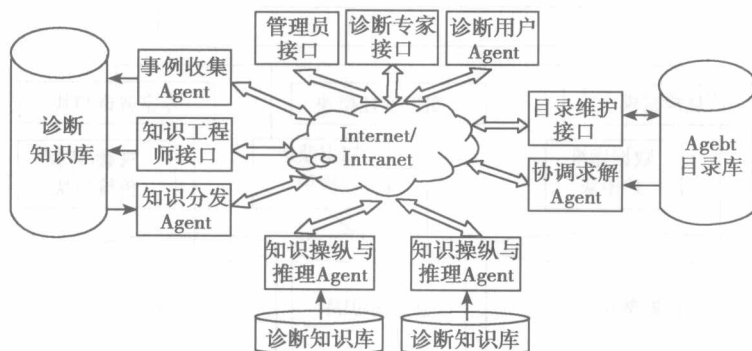 管理员
接口
诊断专家
接口
诊断用户
Agent
事例收集
Agent
诊断
知识库
知识工程
师接口
知识分发
Agent
Internet/
Intranet
目录维护
接口
协调求解
Agent
Agebt
目录库
知识操纵与
推理Agent
知识操纵与
推理Agent
诊断知识库
诊断知识库